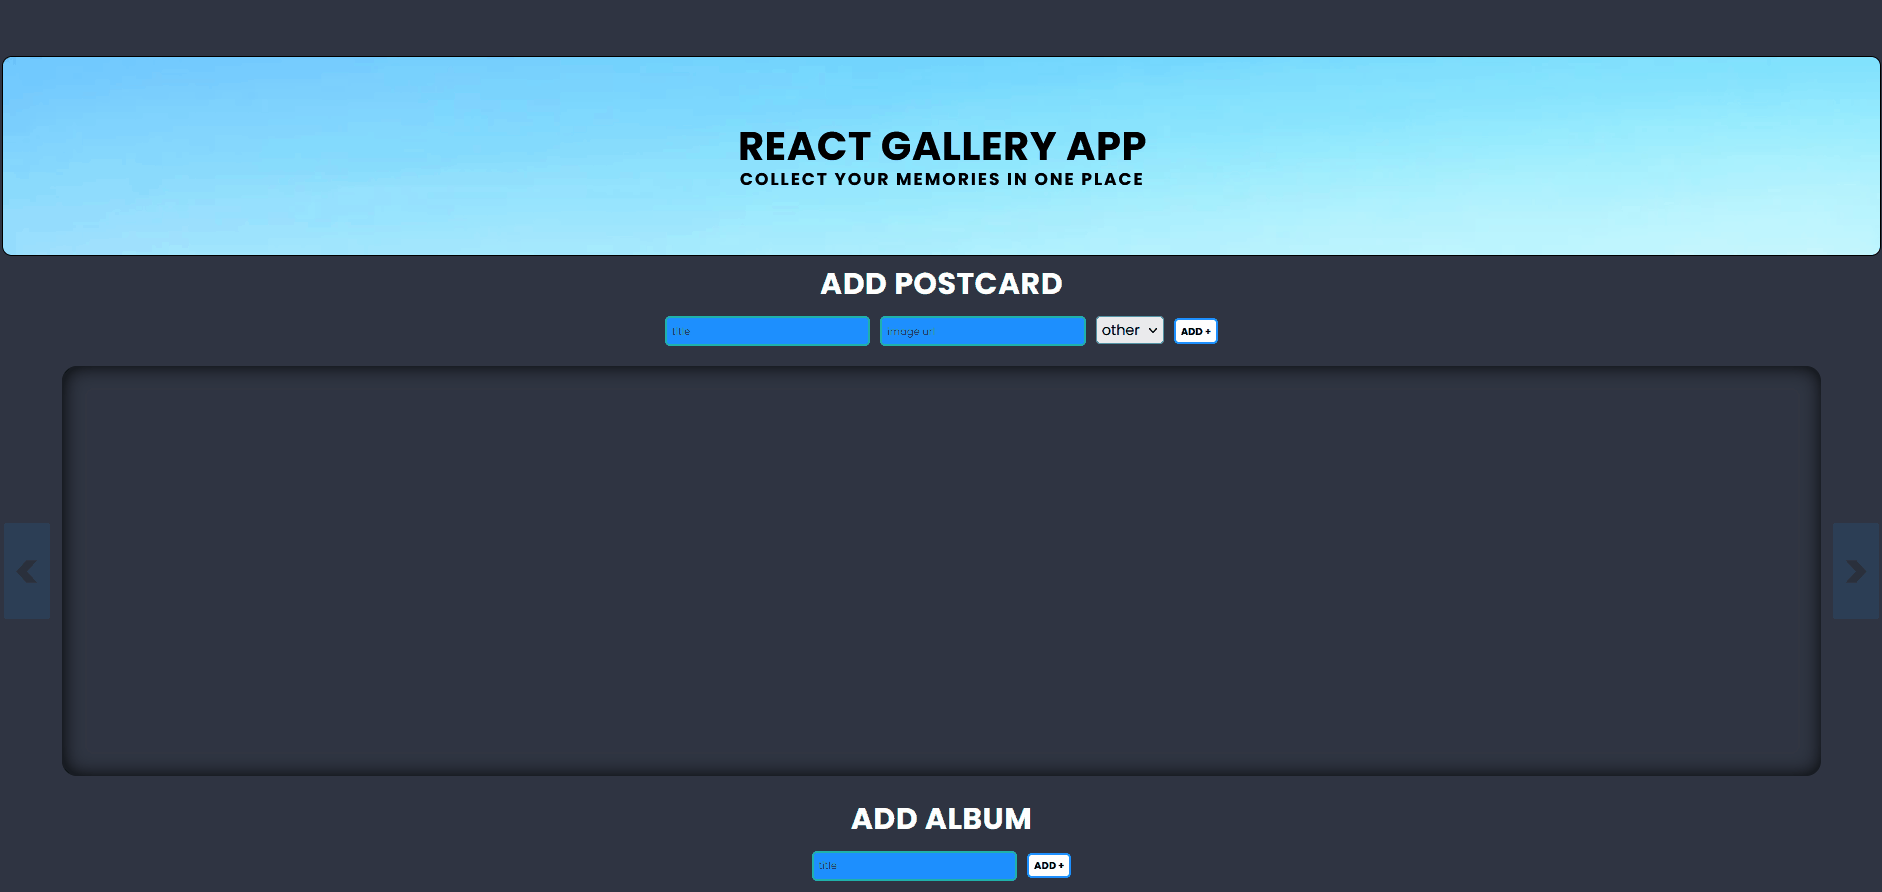 REACT GALLERY APP
COLLECT YOUR MEMORIES IN ONE PLACE
ADD POSTCARD
title
image url
other
ADD +
<
>
ADD ALBUM
title
ADD +